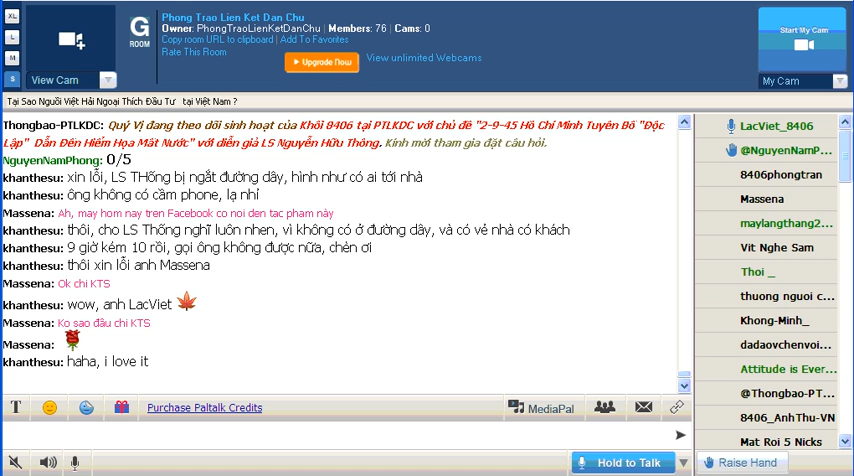 XL
L
M
S
View Cam
G
ROOM
Phong Trao Lien Ket Dan Chu
Owner: PhongTraoLienKetDanChu | Members: 76 | Cams: 0
Copy room URL to clipboard | Add To Favorites
Rate This Room
Upgrade Now
View unlimited Webcams
Start My Cam
My Cam
Tại Sao Người Việt Hải Ngoại Thích Đầu Tư tại Việt Nam ?
Thongbao-PTLKDC: Quý Vị đang theo dõi sinh hoạt của Khối 8406 tại PTLKDC với chủ đề "2-9-45 Hồ Chí Minh Tuyên Bố "Độc
Lập" Dẫn Đến Hiểm Họa Mất Nước" với diễn giả LS Nguyễn Hữu Thông. Kính mời tham gia đặt câu hỏi.
NguyenNamPhong: 0/5
khanthesu: xin lỗi, LS THống bị ngắt đường dây, hình như có ai tới nhà
khanthesu: ông không có cầm phone, lạ nhỉ
Massena: Ah, may hom nay tren Facebook co noi den tac pham này
khanthesu: thôi, cho LS Thống nghĩ luôn nhen, vì không có ở đường dây, và có vẻ nhà có khách
khanthesu: 9 giờ kém 10 rồi, gọi ông không được nữa, chèn ơi
khanthesu: thôi xin lỗi anh Massena
Massena: Ok chi KTS
khanthesu: wow, anh LacViet
Massena: Ko sao đâu chi KTS
Massena:
khanthesu: haha, i love it
T
Purchase Paltalk Credits
MediaPal
Hold to Talk
LacViet_8406
@NguyenNamP...
8406phongtran
Massena
maylangthang2...
Vit Nghe Sam
Thoi _
thuong nguoi c...
Khong-Minh_
dadaovchenvoi...
Attitude is Ever...
@Thongbao-PT...
8406_AnhThu-VN
Mat Roi 5 Nicks
Raise Hand